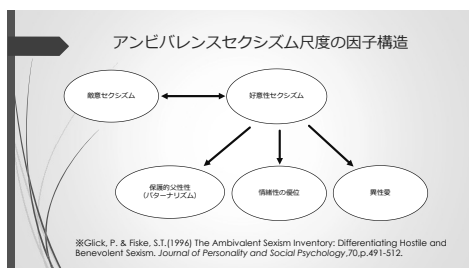 アンビバレンスセクシズム尺度の因子構造
敵意セクシズム
好意性セクシズム
保護的父性性
(パターナリズム)
情緒性の優位
異性愛
※Glick, P. & Fiske, S.T.(1996) The Ambivalent Sexism Inventory: Differentiating Hostile and
Benevolent Sexism. Journal of Personality and Social Psychology,70,p.491-512.